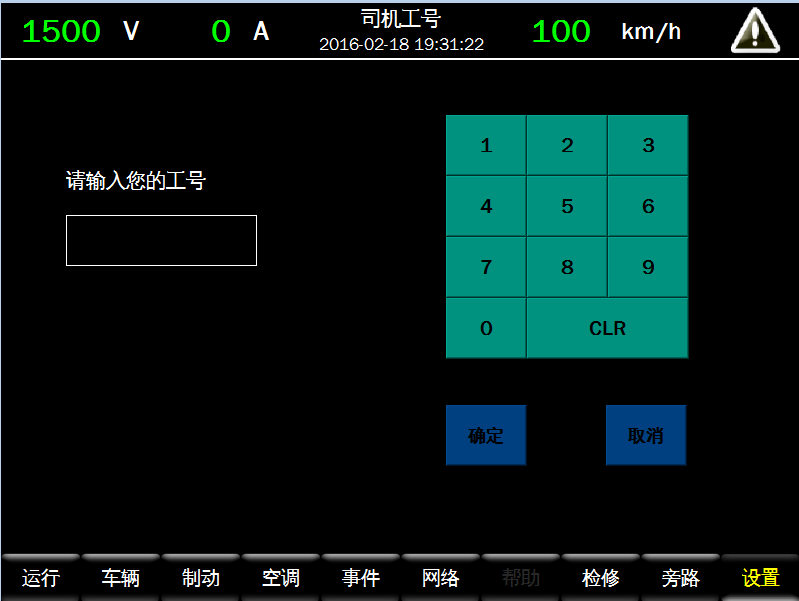 1500 V 0 A 司机工号 100 km/h
2016-02-18 19:31:22
请输入您的工号
1 2 3
4 5 6
7 8 9
0 CLR
确定 取消
运行 车辆 制动 空调 事件 网络 帮助 检修 旁路 设置